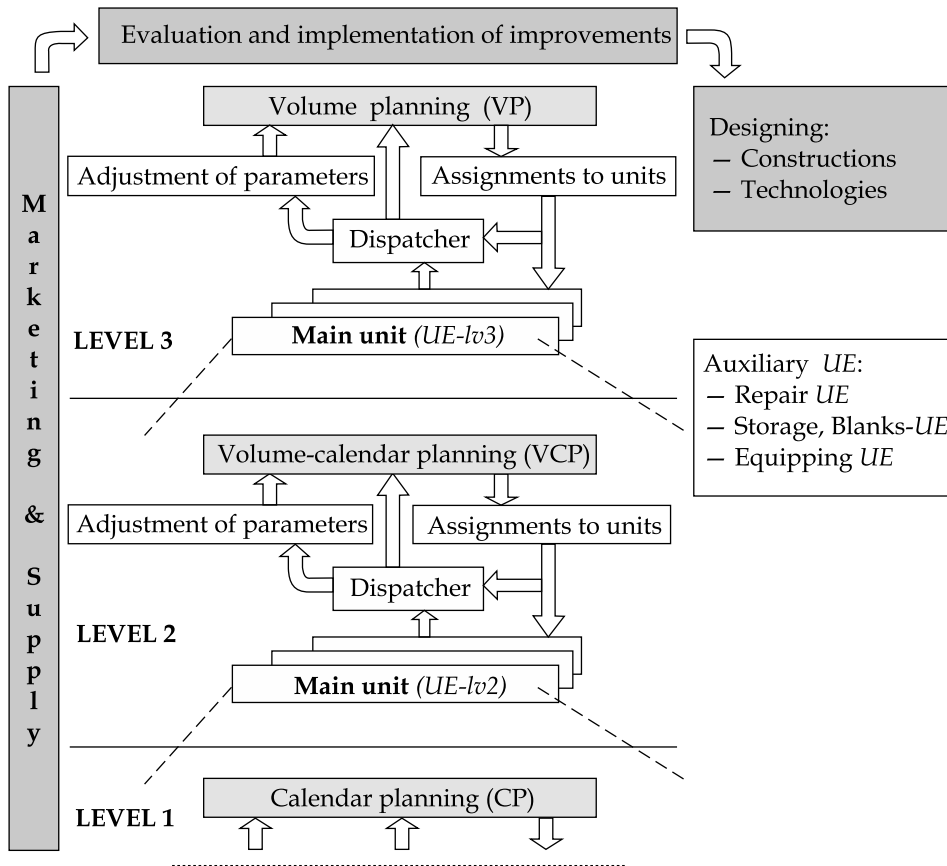 Evaluation and implementation of improvements
Marketing & Supply
Volume planning (VP)
Adjustment of parameters
Assignments to units
Dispatcher
Main unit (UE-lv3)
LEVEL 3
Designing:
— Constructions
— Technologies
Auxiliary UE:
— Repair UE
— Storage, Blanks-UE
— Equipping UE
Volume-calendar planning (VCP)
Adjustment of parameters
Assignments to units
Dispatcher
LEVEL 2
Main unit (UE-lv2)
Calendar planning (CP)
LEVEL 1